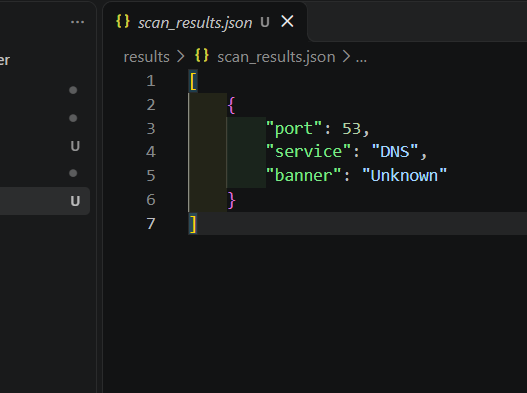 ...
scan_results.json U ×
er
results > {} scan_results.json > ...
U
U
1 [
2 {
3 "port": 53,
4 "service": "DNS",
5 "banner": "Unknown"
6 }
7 ]